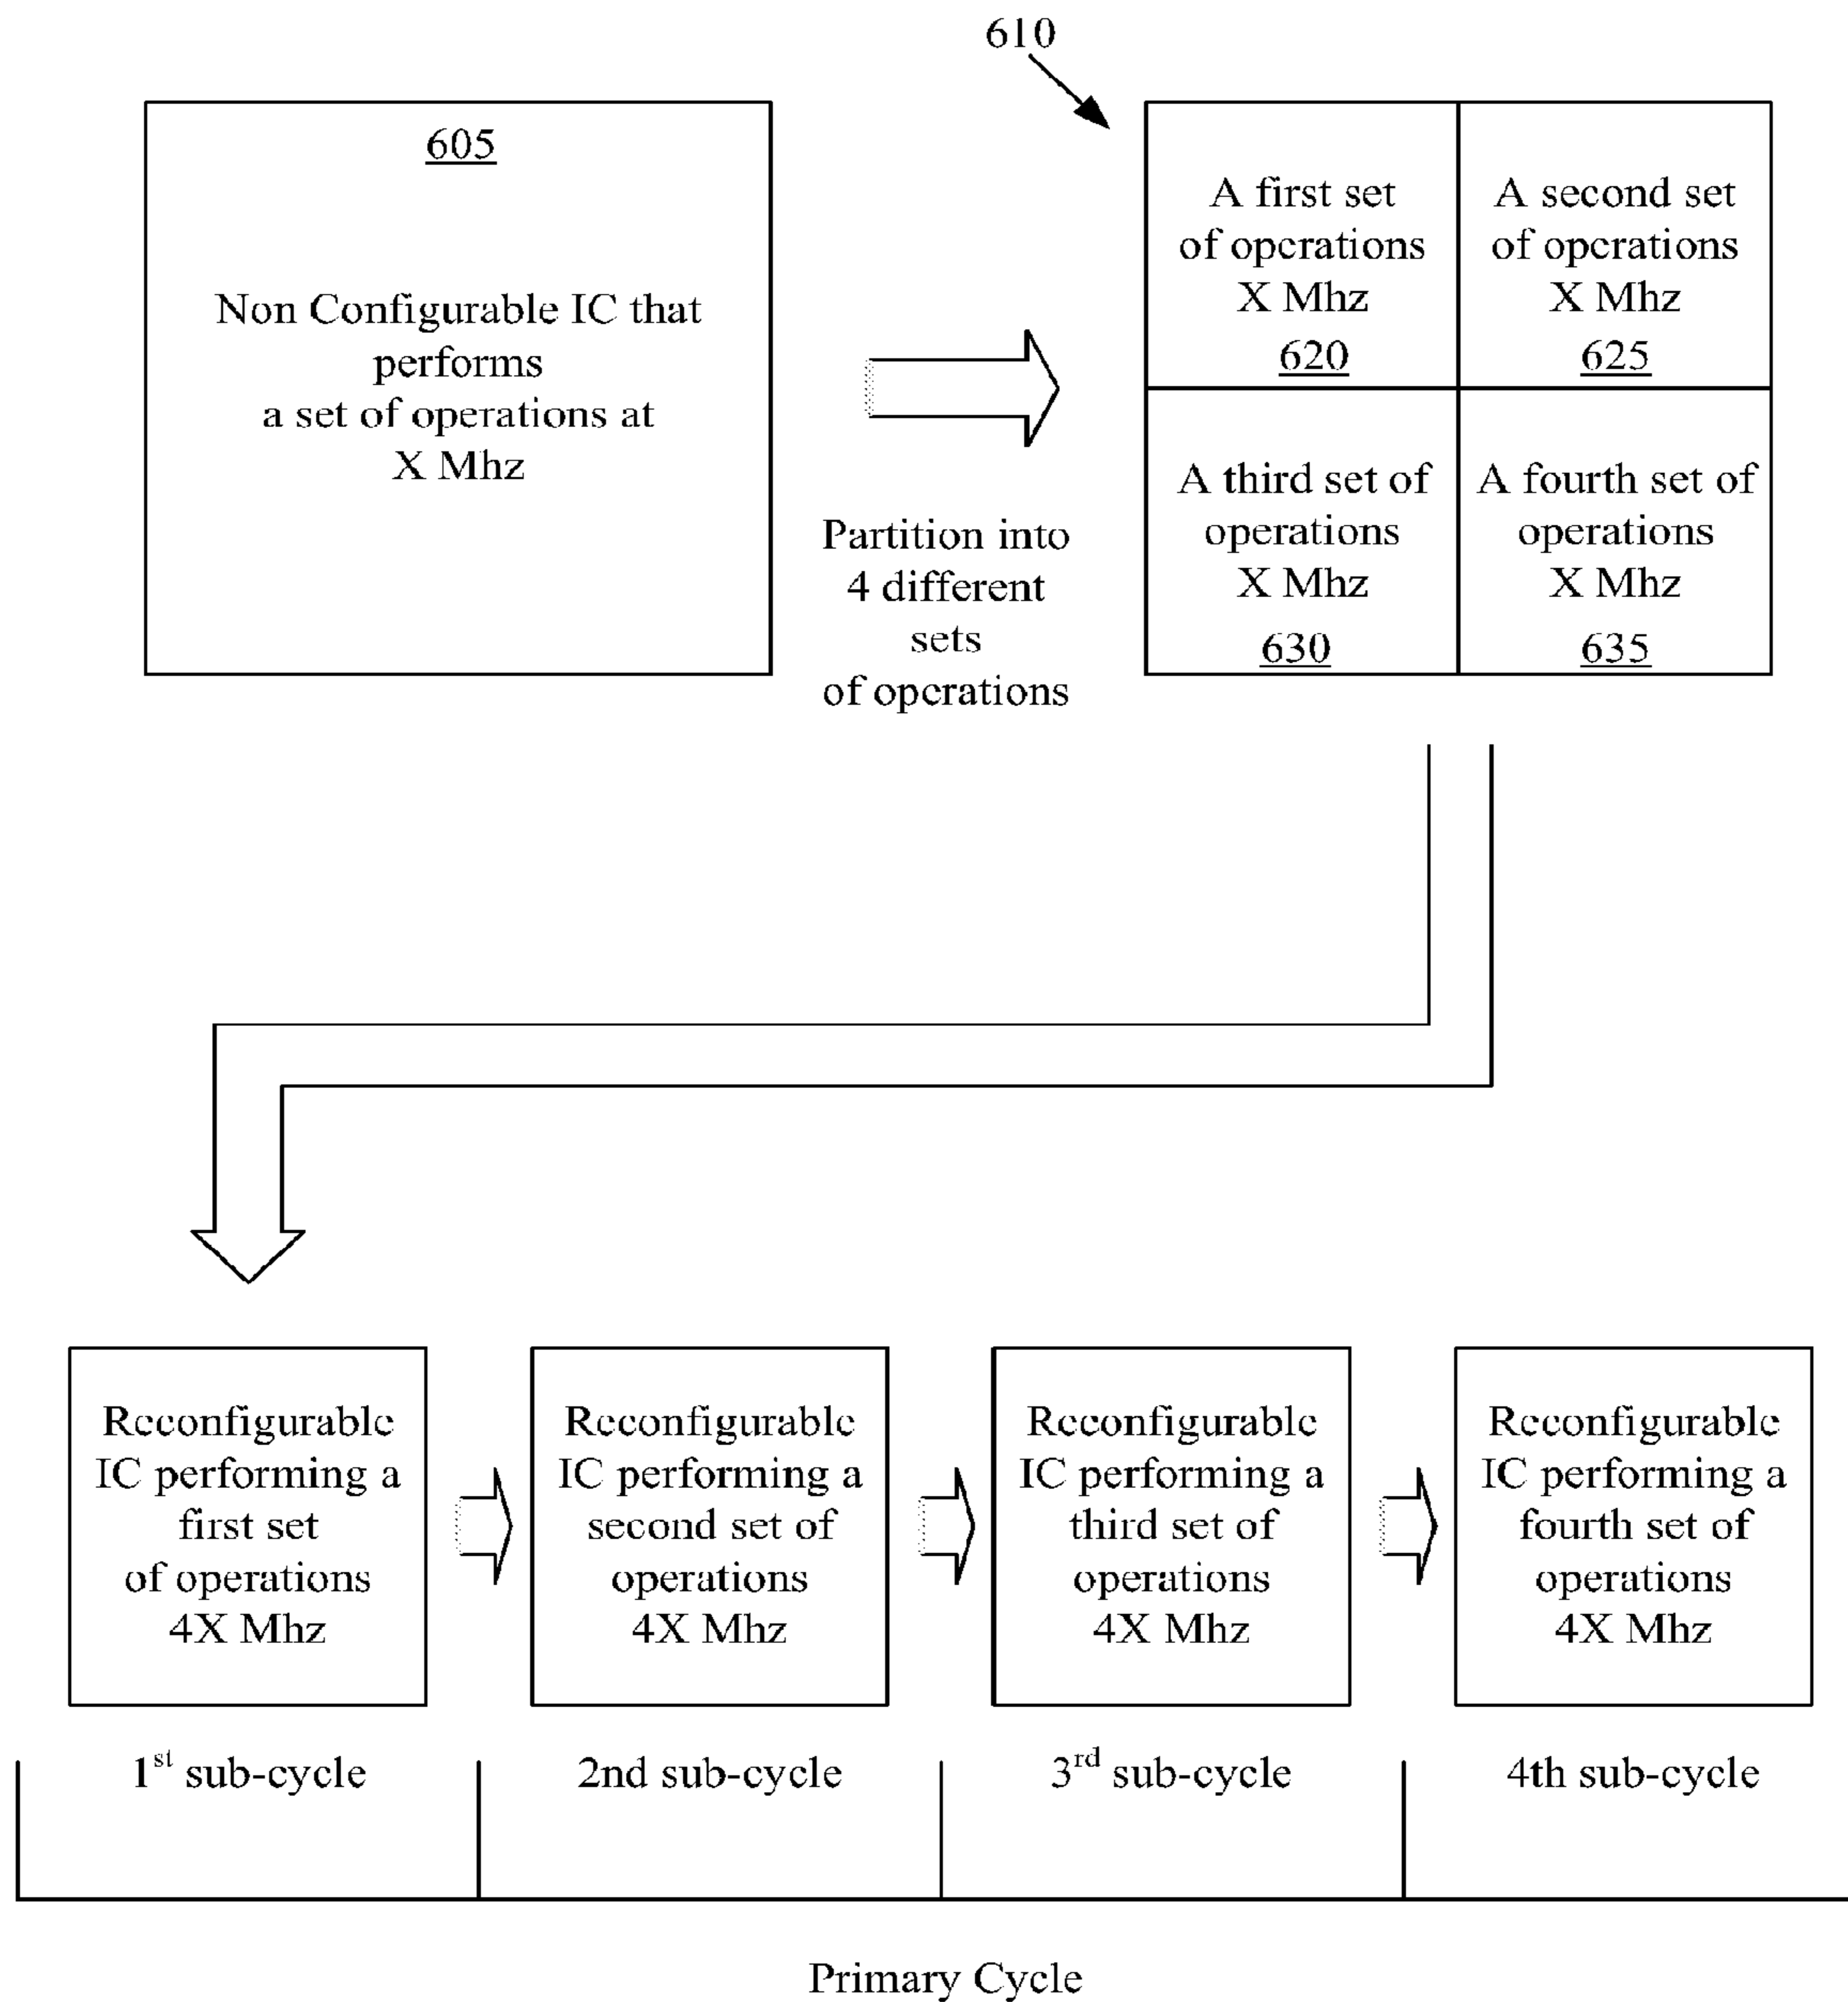 610
605
Non Configurable IC that
performs
a set of operations at
X Mhz
Partition into
4 different
sets
of operations
A first set
of operations
X Mhz
620
A second set
of operations
X Mhz
625
A third set of
operations
X Mhz
630
A fourth set of
operations
X Mhz
635
Reconfigurable
IC performing a
first set
of operations
4X Mhz
Reconfigurable
IC performing a
second set of
operations
4X Mhz
Reconfigurable
IC performing a
third set of
operations
4X Mhz
Reconfigurable
IC performing a
fourth set of
operations
4X Mhz
1st sub-cycle
2nd sub-cycle
3rd sub-cycle
4th sub-cycle
Primary Cycle